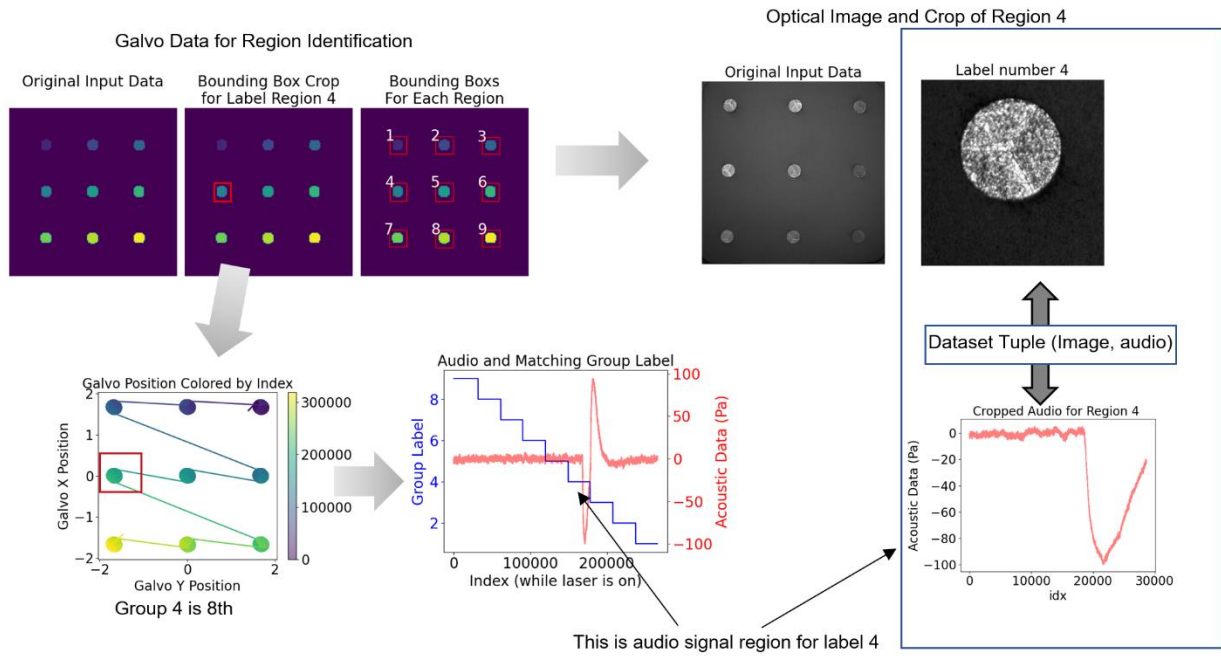 Optical Image and Crop of Region 4
Galvo Data for Region Identification
Original Input Data
Bounding Box Crop
for Label Region 4
Bounding Boxs
For Each Region
1 2 3
4 5 6
7 8 9
Original Input Data
Label number 4
Dataset Tuple (Image, audio)
Galvo Position Colored by Index
2
1
0
−1
−2
Galvo X Position
−2 0 2
Galvo Y Position
300000
200000
100000
0
Group 4 is 8th
Audio and Matching Group Label
8
6
4
2
Group Label
0 100000 200000
Index (while laser is on)
100
50
0
−50
−100
Acoustic Data (Pa)
Cropped Audio for Region 4
0
−20
−40
−60
−80
−100
Acoustic Data (Pa)
0 10000 20000 30000
idx
This is audio signal region for label 4